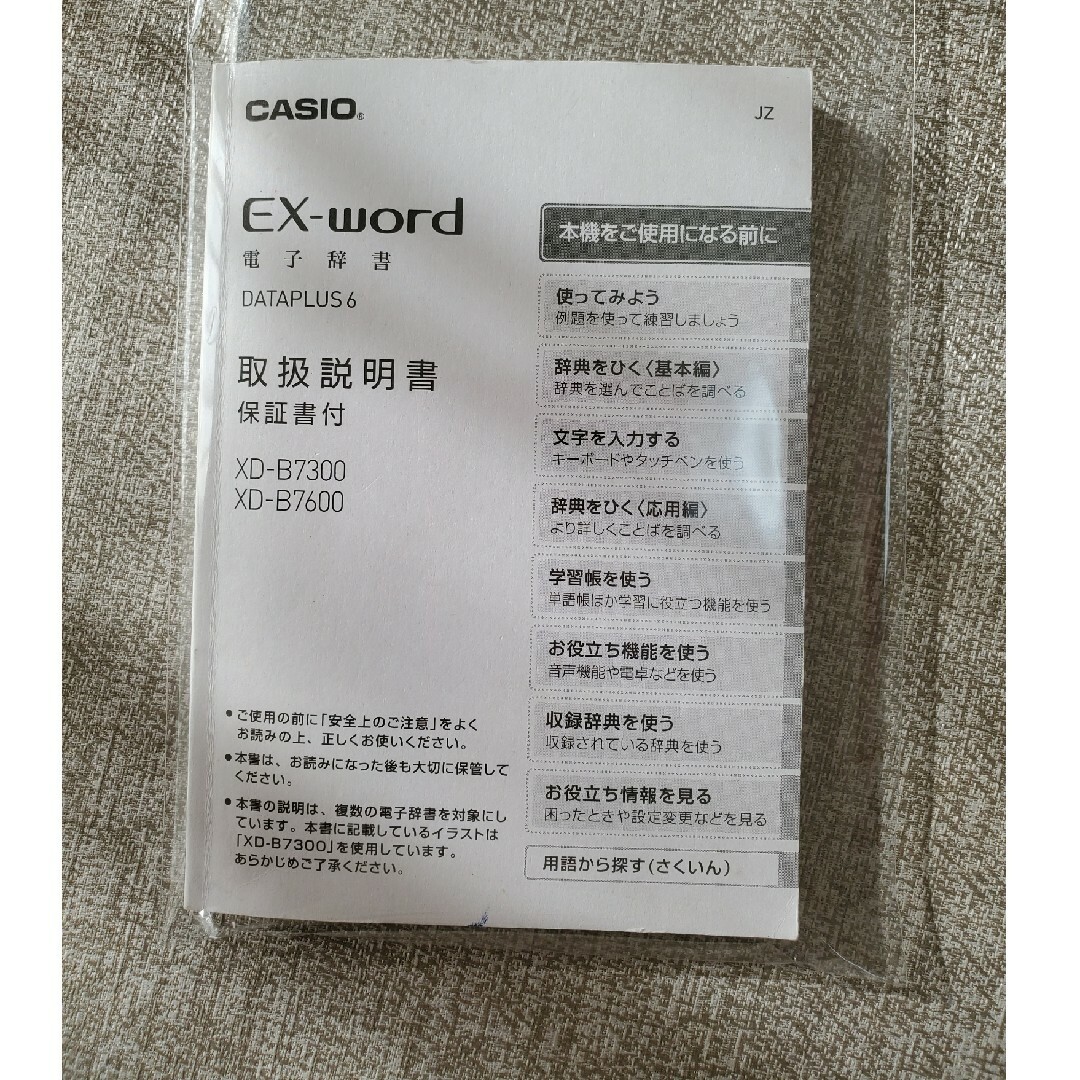 CASIO®
JZ
EX-word
電子辞書
DATAPLUS 6
取扱説明書
保証書付
XD-B7300
XD-B7600
●ご使用の前に「安全上のご注意」をよく
お読みの上、正しくお使いください。
●本書は、お読みになった後も大切に保管して
ください。
●本書の説明は、複数の電子辞書を対象にし
ています。本書に記載しているイラストは
「XD-B7300」を使用しています。
あらかじめご了承ください。
本機をご使用になる前に
使ってみよう
例題を使って練習しましょう
辞典をひく〈基本編〉
辞典を選んでことばを調べる
文字を入力する
キーボードやタッチペンを使う
辞典をひく〈応用編〉
より詳しくことばを調べる
学習帳を使う
単語帳ほか学習に役立つ機能を使う
お役立ち機能を使う
音声機能や電卓などを使う
収録辞典を使う
収録されている辞典を使う
お役立ち情報を見る
困ったときや設定変更などを見る
用語から探す(さくいん)